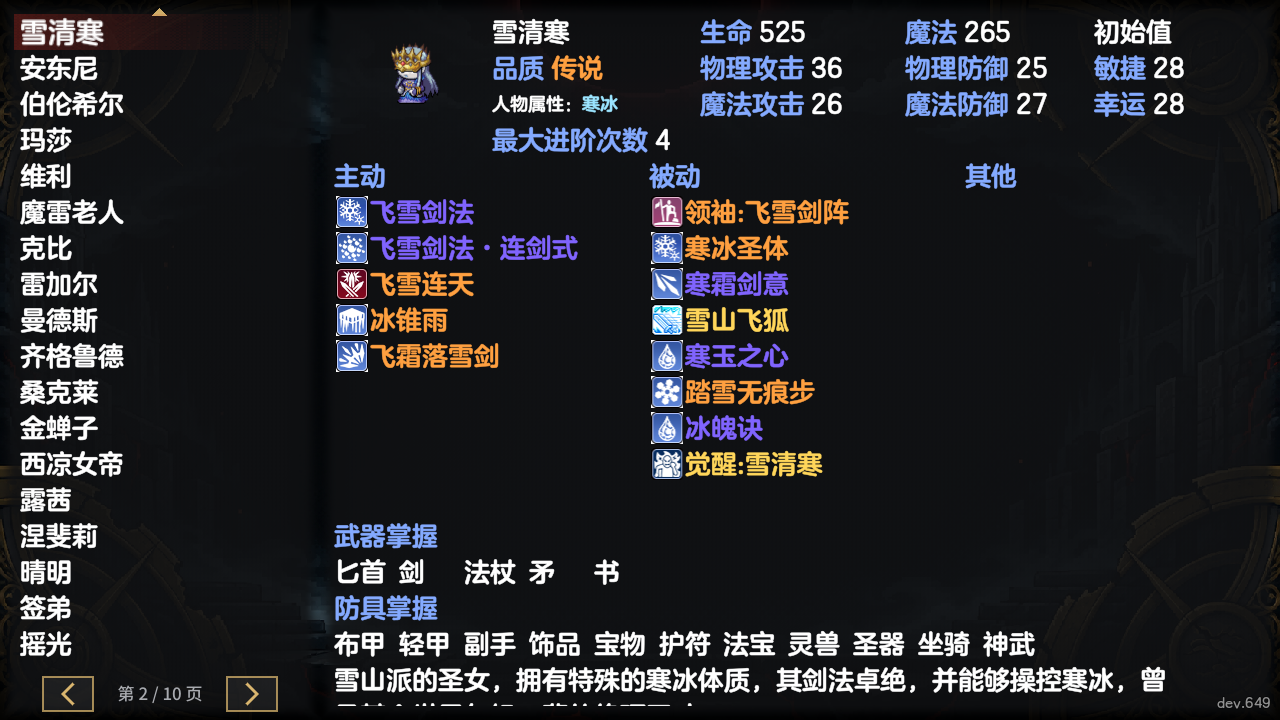 雪清寒
安东尼
伯伦希尔
玛莎
维利
魔雷老人
克比
雷加尔
曼德斯
齐格鲁德
桑克莱
金蝉子
西凉女帝
露茜
涅斐莉
晴明
签弟
摇光
第 2 / 10 页
雪清寒 生命 525 魔法 265 初始值
品质 传说 物理攻击 36 物理防御 25 敏捷 28
人物属性：寒冰 魔法攻击 26 魔法防御 27 幸运 28
最大进阶次数 4
主动 被动 其他
飞雪剑法 领袖:飞雪剑阵
飞雪剑法·连剑式 寒冰圣体
飞雪连天 寒霜剑意
冰锥雨 雪山飞狐
飞霜落雪剑 寒玉之心
踏雪无痕步
冰魄诀
觉醒:雪清寒
武器掌握
匕首 剑 法杖 矛 书
防具掌握
布甲 轻甲 副手 饰品 宝物 护符 法宝 灵兽 圣器 坐骑 神武
雪山派的圣女，拥有特殊的寒冰体质，其剑法卓绝，并能够操控寒冰，曾
dev.649